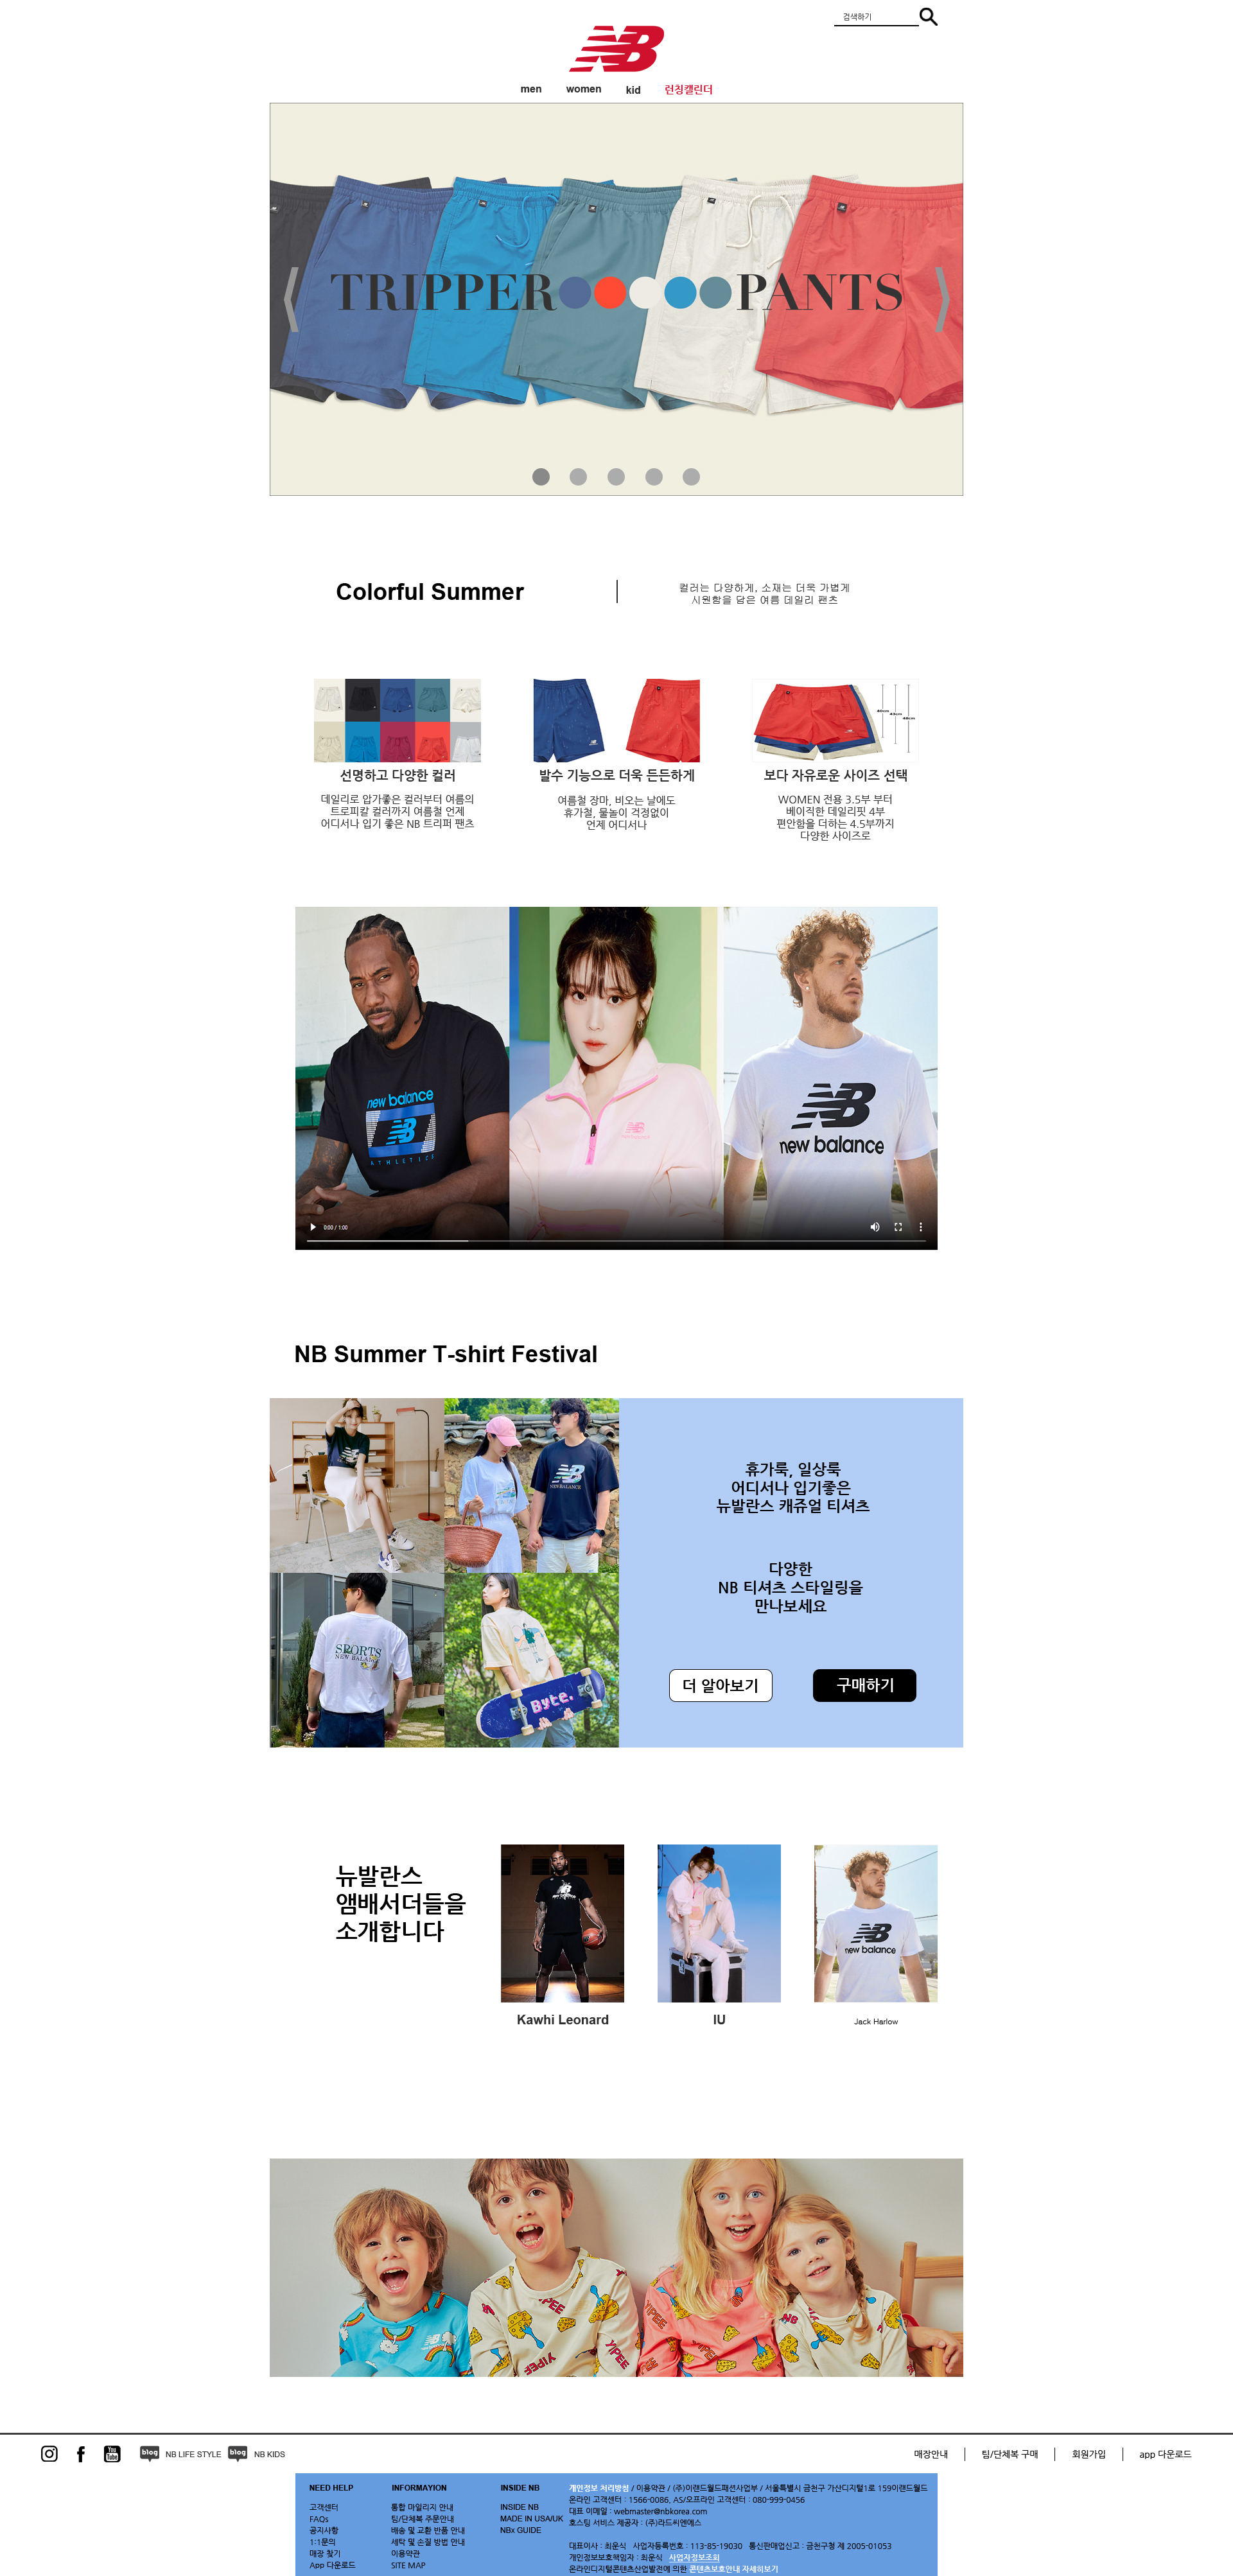 검색하기
NB
men women kid 런칭캘린더
TRIPPER PANTS
Colorful Summer
컬러는 다양하게, 소재는 더욱 가볍게
시원함을 담은 여름 데일리 팬츠
선명하고 다양한 컬러
데일리로 압가좋은 컬러부터 여름의
트로피칼 컬러까지 여름철 언제
어디서나 입기 좋은 NB 트리퍼 팬츠
발수 기능으로 더욱 든든하게
여름철 장마, 비오는 날에도
휴가철, 물놀이 걱정없이
언제 어디서나
보다 자유로운 사이즈 선택
WOMEN 전용 3.5부 부터
베이직한 데일리핏 4부
편안함을 더하는 4.5부까지
다양한 사이즈로
new balance
NB
ATHLETICS
NB
new balance
0:00 / 1:00
NB Summer T-shirt Festival
NEW BALANCE
SPORTS
NEW BALANCE
Byte.
휴가룩, 일상룩
어디서나 입기좋은
뉴발란스 캐쥬얼 티셔츠
다양한
NB 티셔츠 스타일링을
만나보세요
더 알아보기
구매하기
뉴발란스
앰배서더들을
소개합니다
NB
new balance
Kawhi Leonard
IU
Jack Harlow
YIPEE
YIPEE
YIPEE
NB
YIPEE
You Tube
blog NB LIFE STYLE
blog NB KIDS
매장안내 팀/단체복 구매 회원가입 app 다운로드
NEED HELP
고객센터
FAQs
공지사항
1:1문의
매장 찾기
App 다운로드
INFORMAYION
통합 마일리지 안내
팀/단체복 주문안내
배송 및 교환 반품 안내
세탁 및 손질 방법 안내
이용약관
SITE MAP
INSIDE NB
INSIDE NB
MADE IN USA/UK
NBx GUIDE
개인정보 처리방침 / 이용약관 / (주)이랜드월드패션사업부 / 서울특별시 금천구 가산디지털1로 159이랜드월드
온라인 고객센터 : 1566-0086, AS/오프라인 고객센터 : 080-999-0456
대표 이메일 : webmaster@nbkorea.com
호스팅 서비스 제공자 : (주)라드씨엔에스
대표이사 : 최운식 사업자등록번호 : 113-85-19030 통신판매업신고 : 금천구청 제 2005-01053
개인정보보호책임자 : 최운식 사업자정보조회
온라인디지털콘텐츠산업발전에 의한 콘텐츠보호안내 자세히보기